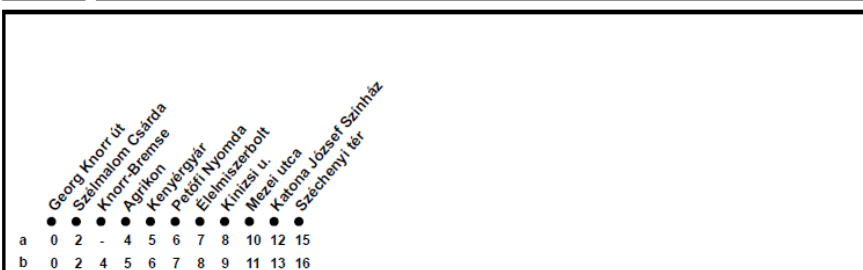 Georg Knorr út
Szélmalom Csárda
Knorr-Bremse
Agrikon
Kenyérgyár
Petőfi Nyomda
Élelmiszerbolt
Kinizsi u.
Mezei utca
Katona József Színház
Széchenyi tér
a 0 2 - 4 5 6 7 8 10 12 15
b 0 2 4 5 6 7 8 9 11 13 16